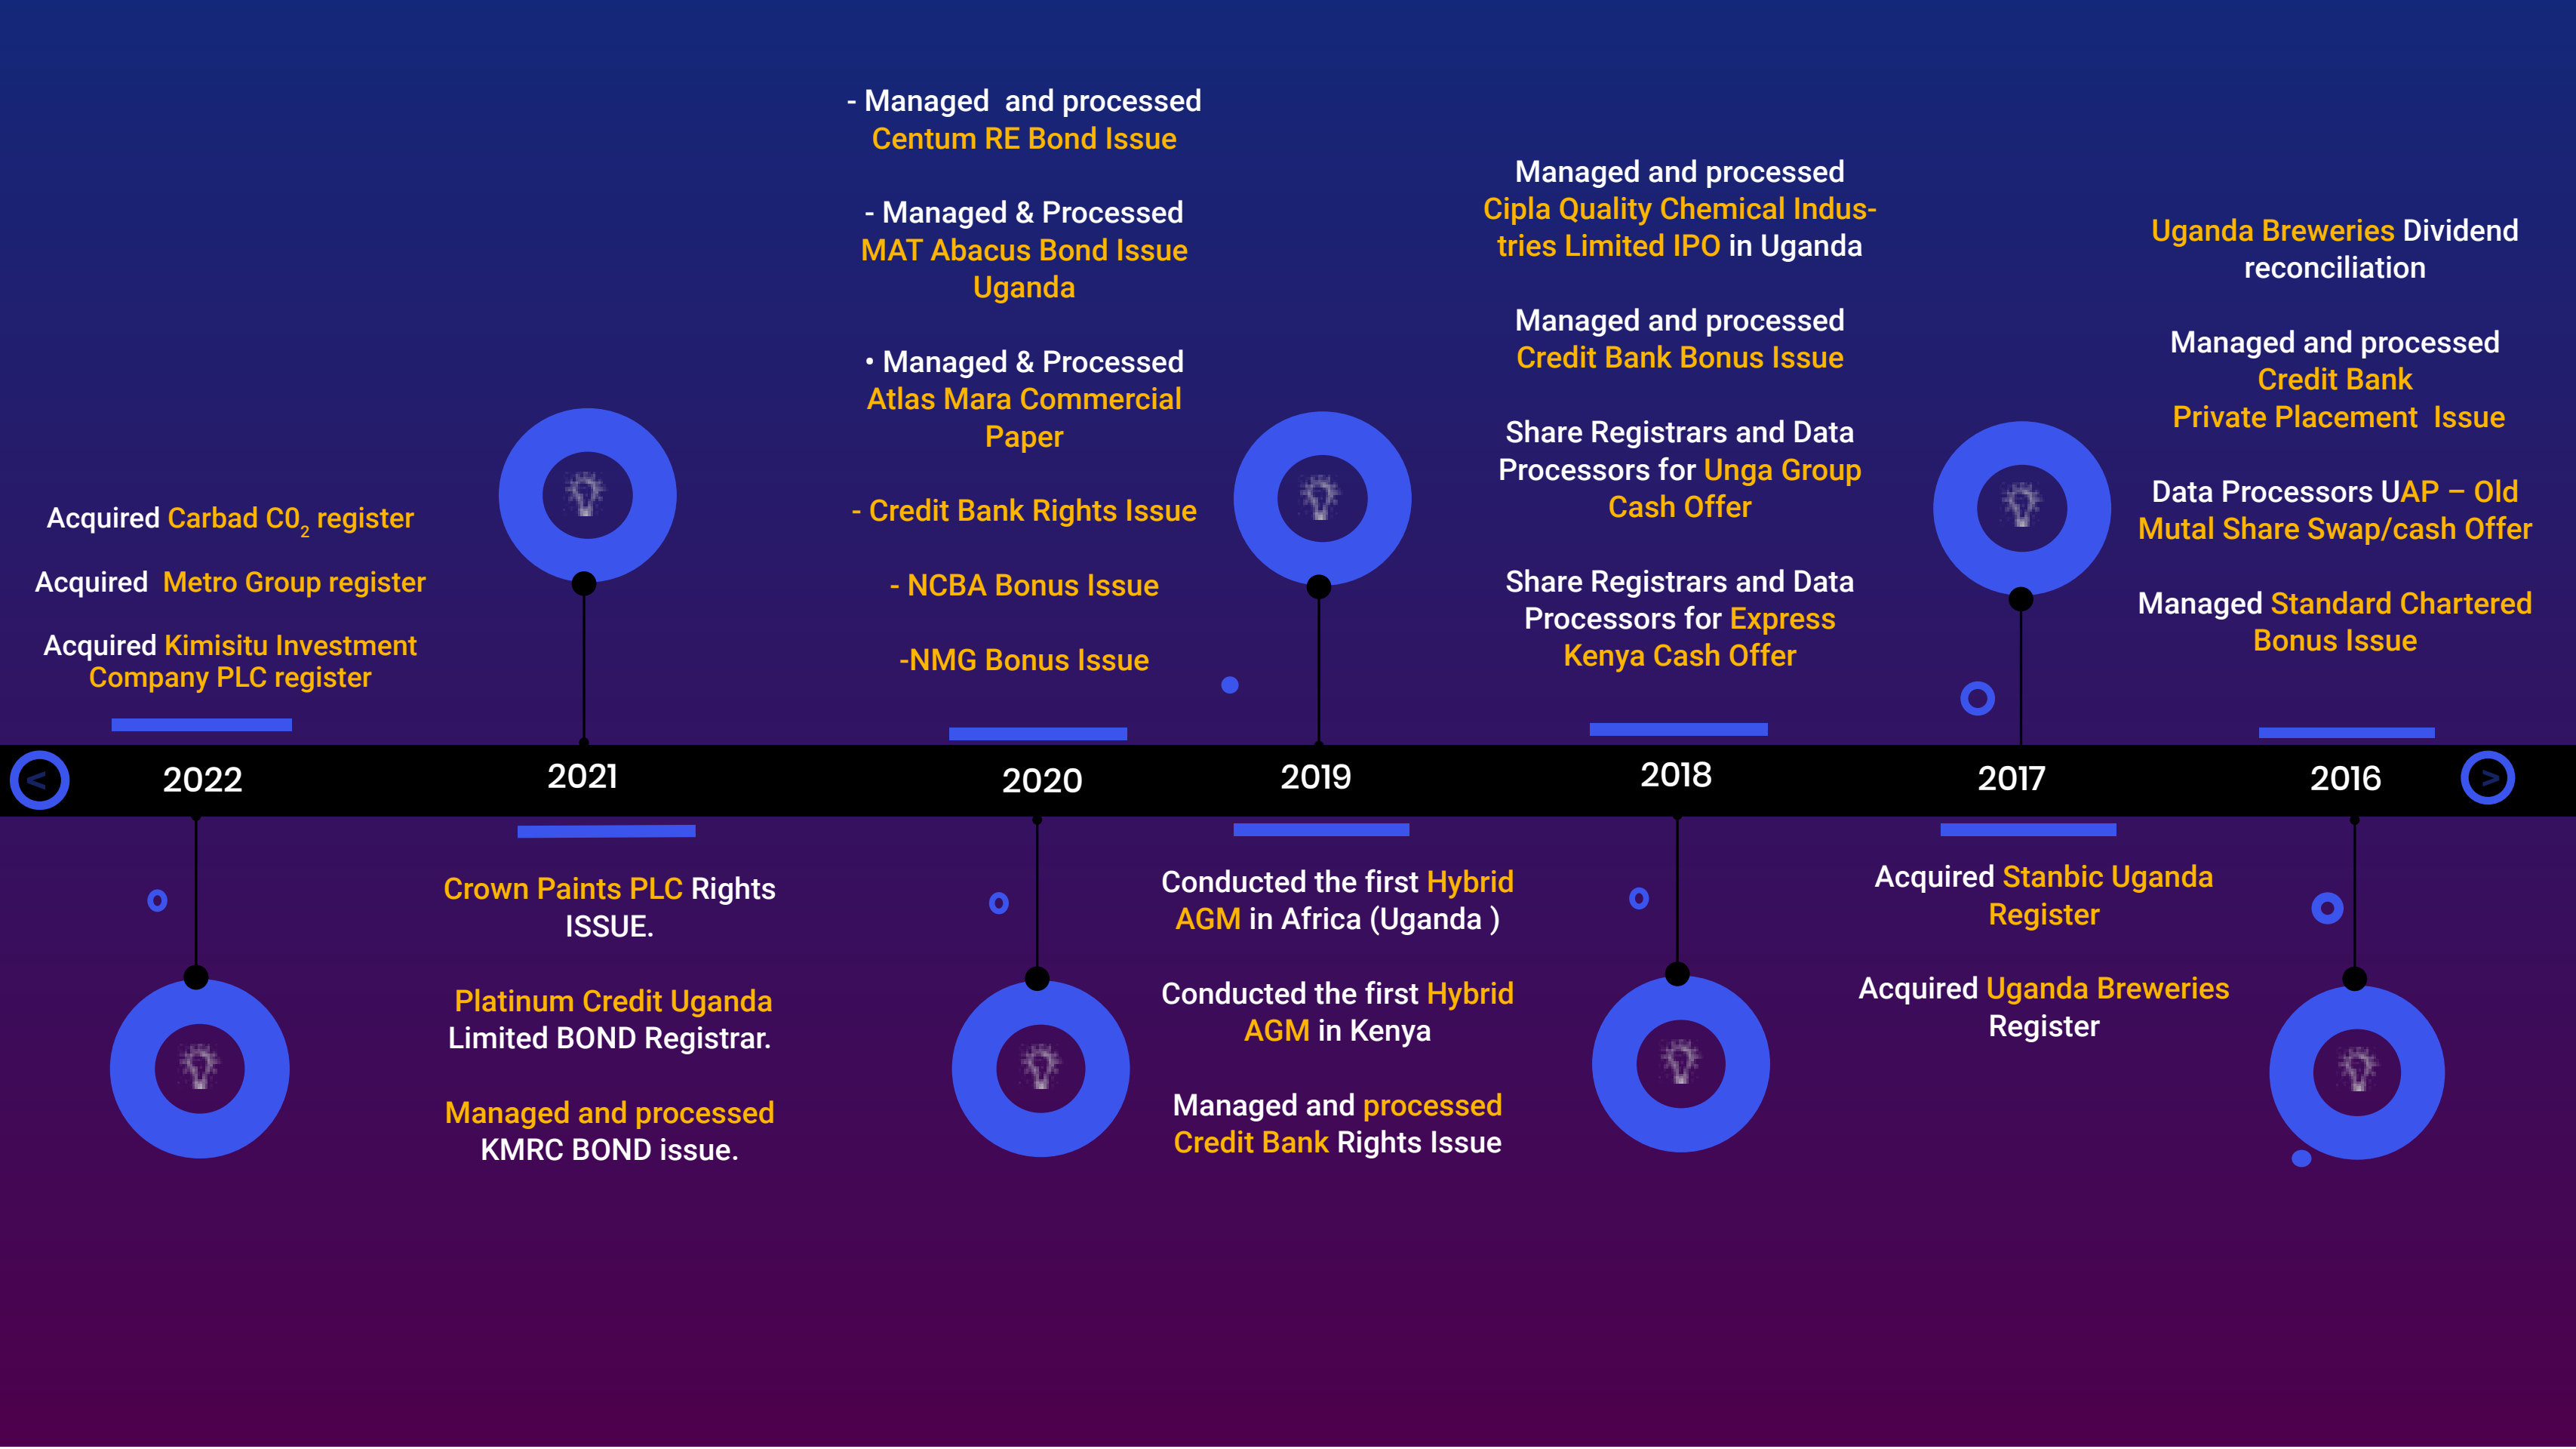 Acquired Carbad C0₂ register
Acquired  Metro Group register
Acquired Kimisitu Investment
Company PLC register
- Managed  and processed
Centum RE Bond Issue
- Managed & Processed
MAT Abacus Bond Issue
Uganda
• Managed & Processed
Atlas Mara Commercial
Paper
- Credit Bank Rights Issue
- NCBA Bonus Issue
-NMG Bonus Issue
Managed and processed
Cipla Quality Chemical Indus-
tries Limited IPO in Uganda
Managed and processed
Credit Bank Bonus Issue
Share Registrars and Data
Processors for Unga Group
Cash Offer
Share Registrars and Data
Processors for Express
Kenya Cash Offer
Uganda Breweries Dividend
reconciliation
Managed and processed
Credit Bank
Private Placement  Issue
Data Processors UAP – Old
Mutal Share Swap/cash Offer
Managed Standard Chartered
Bonus Issue
< 2022 2021 2020 2019 2018 2017 2016 >
Crown Paints PLC Rights
ISSUE.
Platinum Credit Uganda
Limited BOND Registrar.
Managed and processed
KMRC BOND issue.
Conducted the first Hybrid
AGM in Africa (Uganda )
Conducted the first Hybrid
AGM in Kenya
Managed and processed
Credit Bank Rights Issue
Acquired Stanbic Uganda
Register
Acquired Uganda Breweries
Register